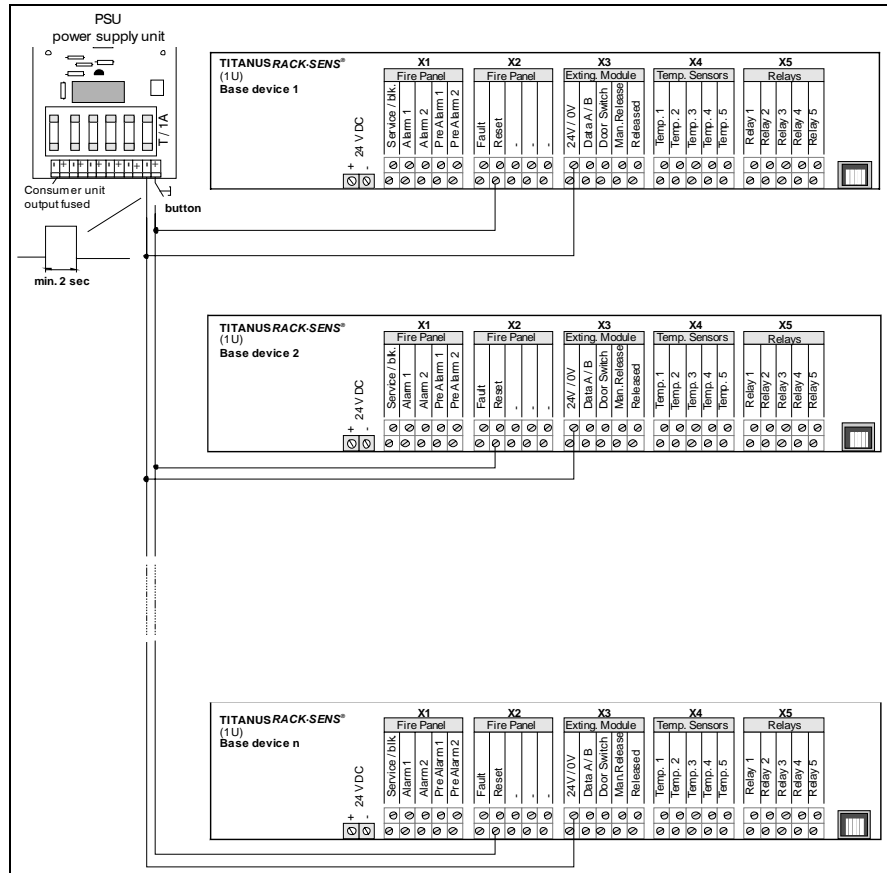 PSU
power supply unit
T / 1A
- + - + - + - + - +
Consumer unit
output fused
button
min. 2 sec
TITANUS RACK-SENS®
(1U)
Base device 1
+ 24 V DC -
X1
Fire Panel
Service / blk.
Alarm 1
Alarm 2
Pre Alarm 1
Pre Alarm 2
X2
Fire Panel
Fault
Reset
-
-
-
X3
Exting. Module
24V / 0V
Data A / B
Door Switch
Man.Release
Released
X4
Temp. Sensors
Temp. 1
Temp. 2
Temp. 3
Temp. 4
Temp. 5
X5
Relays
Relay 1
Relay 2
Relay 3
Relay 4
Relay 5
TITANUS RACK-SENS®
(1U)
Base device 2
+ 24 V DC -
X1
Fire Panel
Service / blk.
Alarm 1
Alarm 2
Pre Alarm 1
Pre Alarm 2
X2
Fire Panel
Fault
Reset
-
-
-
X3
Exting. Module
24V / 0V
Data A / B
Door Switch
Man.Release
Released
X4
Temp. Sensors
Temp. 1
Temp. 2
Temp. 3
Temp. 4
Temp. 5
X5
Relays
Relay 1
Relay 2
Relay 3
Relay 4
Relay 5
TITANUS RACK-SENS®
(1U)
Base device n
+ 24 V DC -
X1
Fire Panel
Service / blk
Alarm 1
Alarm 2
Pre Alarm 1
Pre Alarm 2
X2
Fire Panel
Fault
Reset
-
-
-
X3
Exting. Module
24V / 0V
Data A / B
Door Switch
Man.Release
Released
X4
Temp. Sensors
Temp. 1
Temp. 2
Temp. 3
Temp. 4
Temp. 5
X5
Relays
Relay 1
Relay 2
Relay 3
Relay 4
Relay 5